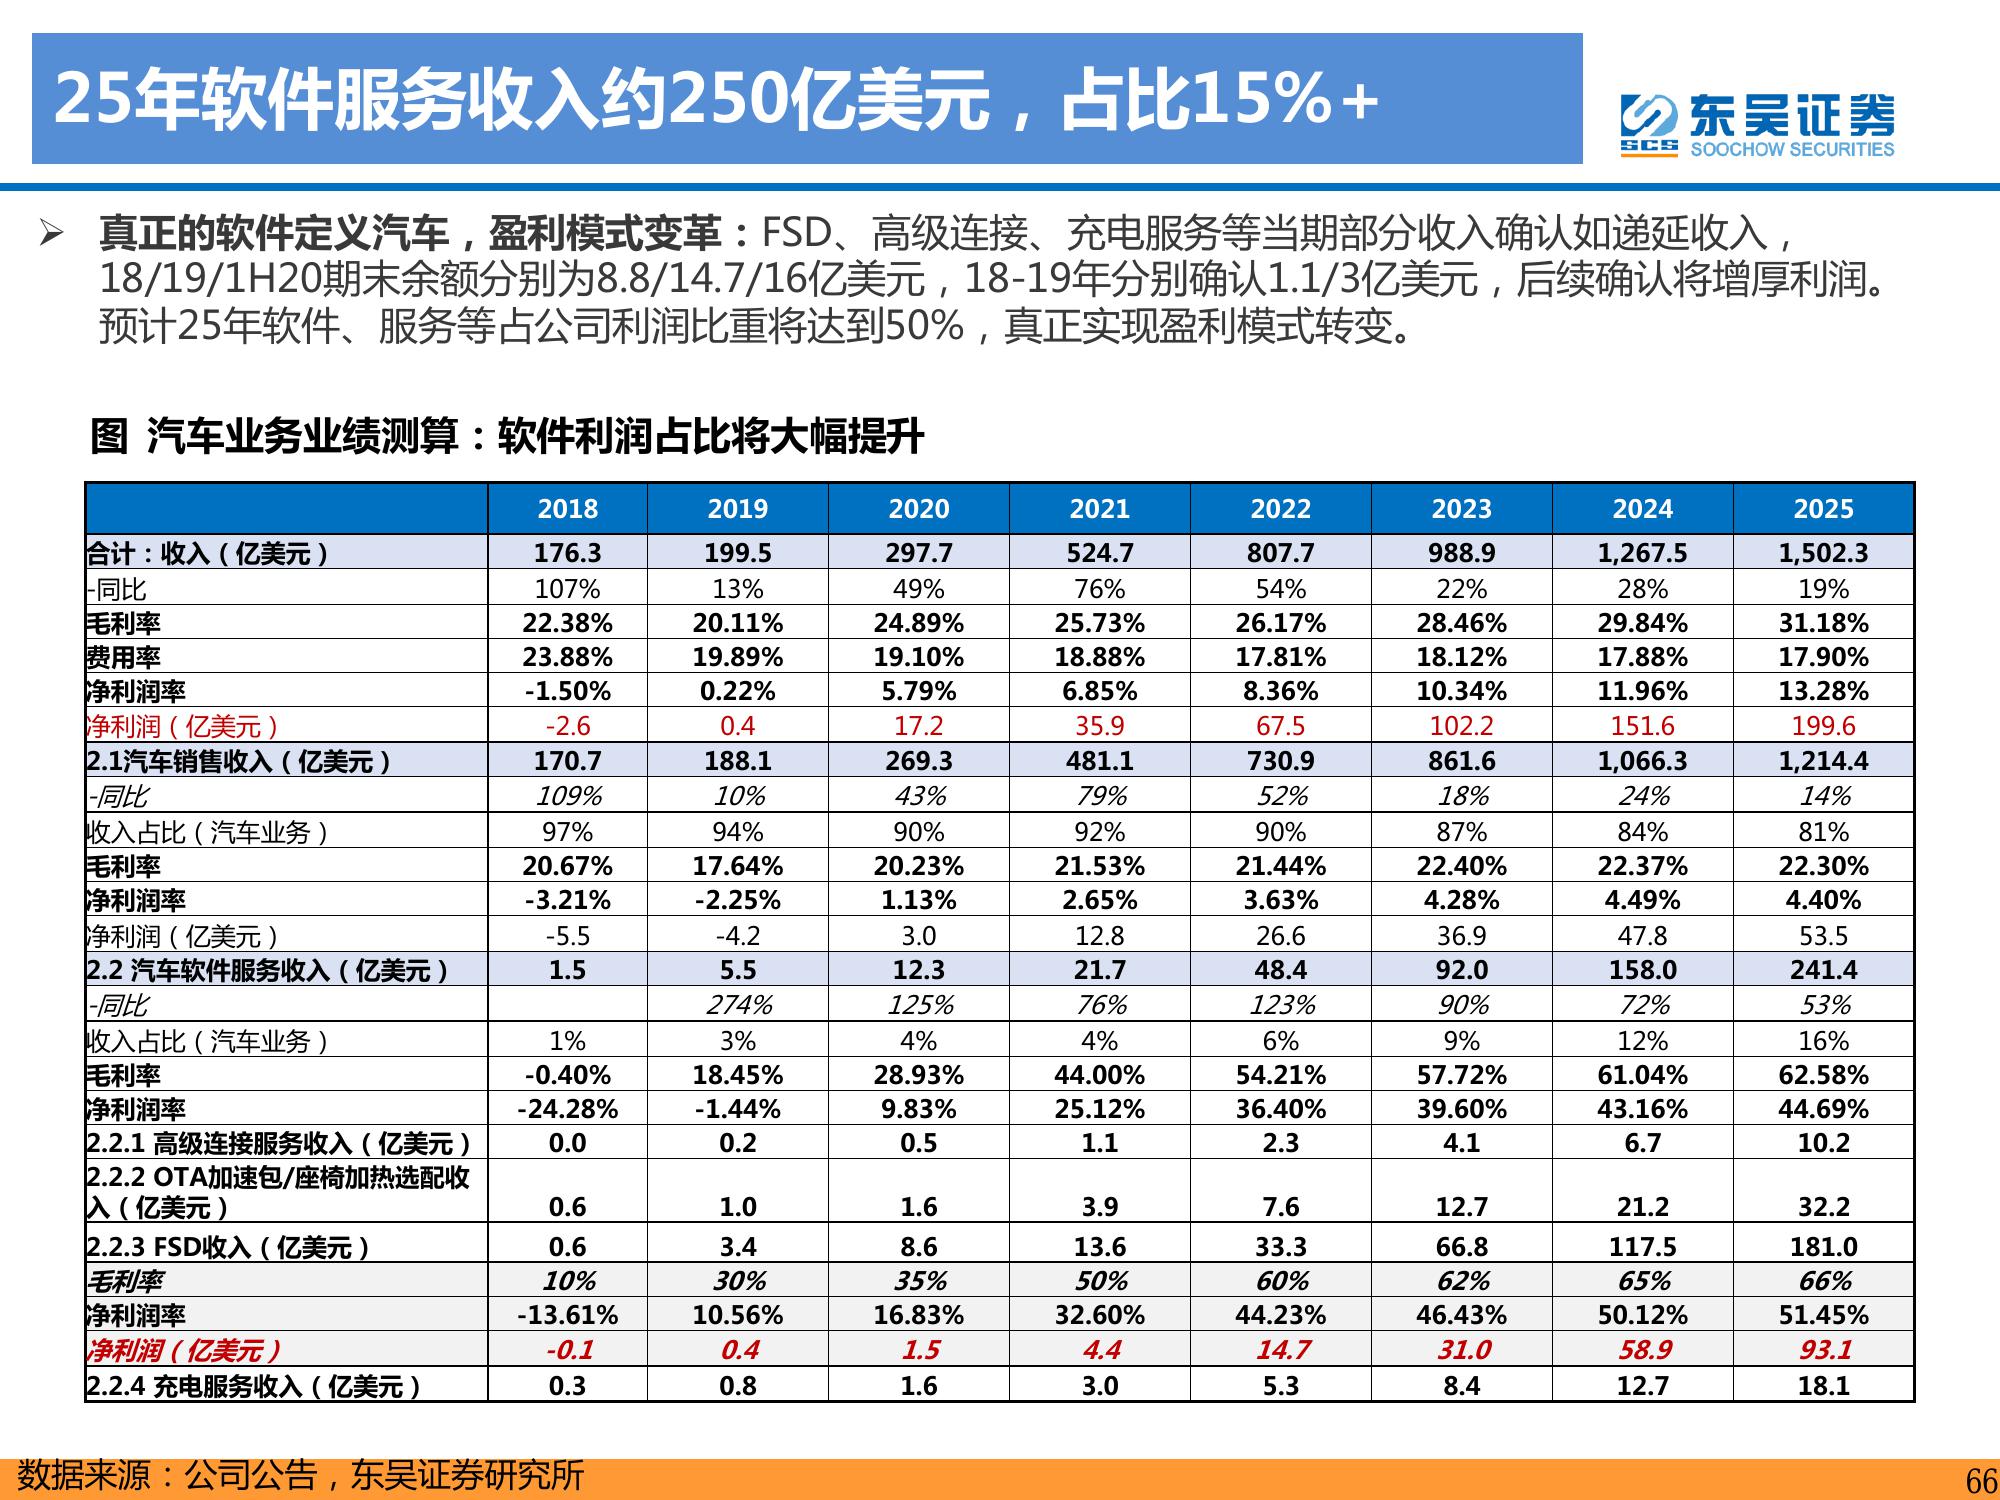 25年软件服务收入约250亿美元，占比15%+
SCS
东吴证券
SOOCHOW SECURITIES
➢ 真正的软件定义汽车，盈利模式变革：FSD、高级连接、充电服务等当期部分收入确认如递延收入，
18/19/1H20期末余额分别为8.8/14.7/16亿美元，18-19年分别确认1.1/3亿美元，后续确认将增厚利润。
预计25年软件、服务等占公司利润比重将达到50%，真正实现盈利模式转变。
图 汽车业务业绩测算：软件利润占比将大幅提升
2018 2019 2020 2021 2022 2023 2024 2025
合计：收入（亿美元） 176.3 199.5 297.7 524.7 807.7 988.9 1,267.5 1,502.3
-同比 107% 13% 49% 76% 54% 22% 28% 19%
毛利率 22.38% 20.11% 24.89% 25.73% 26.17% 28.46% 29.84% 31.18%
费用率 23.88% 19.89% 19.10% 18.88% 17.81% 18.12% 17.88% 17.90%
净利润率 -1.50% 0.22% 5.79% 6.85% 8.36% 10.34% 11.96% 13.28%
净利润（亿美元） -2.6 0.4 17.2 35.9 67.5 102.2 151.6 199.6
2.1汽车销售收入（亿美元） 170.7 188.1 269.3 481.1 730.9 861.6 1,066.3 1,214.4
-同比 109% 10% 43% 79% 52% 18% 24% 14%
收入占比（汽车业务） 97% 94% 90% 92% 90% 87% 84% 81%
毛利率 20.67% 17.64% 20.23% 21.53% 21.44% 22.40% 22.37% 22.30%
净利润率 -3.21% -2.25% 1.13% 2.65% 3.63% 4.28% 4.49% 4.40%
净利润（亿美元） -5.5 -4.2 3.0 12.8 26.6 36.9 47.8 53.5
2.2 汽车软件服务收入（亿美元） 1.5 5.5 12.3 21.7 48.4 92.0 158.0 241.4
-同比 274% 125% 76% 123% 90% 72% 53%
收入占比（汽车业务） 1% 3% 4% 4% 6% 9% 12% 16%
毛利率 -0.40% 18.45% 28.93% 44.00% 54.21% 57.72% 61.04% 62.58%
净利润率 -24.28% -1.44% 9.83% 25.12% 36.40% 39.60% 43.16% 44.69%
2.2.1 高级连接服务收入（亿美元） 0.0 0.2 0.5 1.1 2.3 4.1 6.7 10.2
2.2.2 OTA加速包/座椅加热选配收
入（亿美元） 0.6 1.0 1.6 3.9 7.6 12.7 21.2 32.2
2.2.3 FSD收入（亿美元） 0.6 3.4 8.6 13.6 33.3 66.8 117.5 181.0
毛利率 10% 30% 35% 50% 60% 62% 65% 66%
净利润率 -13.61% 10.56% 16.83% 32.60% 44.23% 46.43% 50.12% 51.45%
净利润（亿美元） -0.1 0.4 1.5 4.4 14.7 31.0 58.9 93.1
2.2.4 充电服务收入（亿美元） 0.3 0.8 1.6 3.0 5.3 8.4 12.7 18.1
数据来源：公司公告，东吴证券研究所
66